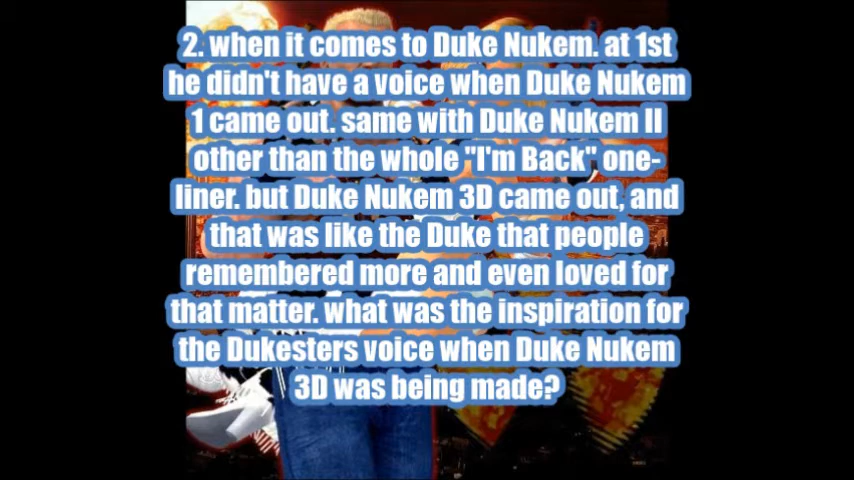 2. when it comes to Duke Nukem. at 1st
he didn't have a voice when Duke Nukem
1 came out. same with Duke Nukem II
other than the whole "I'm Back" one-
liner. but Duke Nukem 3D came out, and
that was like the Duke that people
remembered more and even loved for
that matter. what was the inspiration for
the Dukesters voice when Duke Nukem
3D was being made?